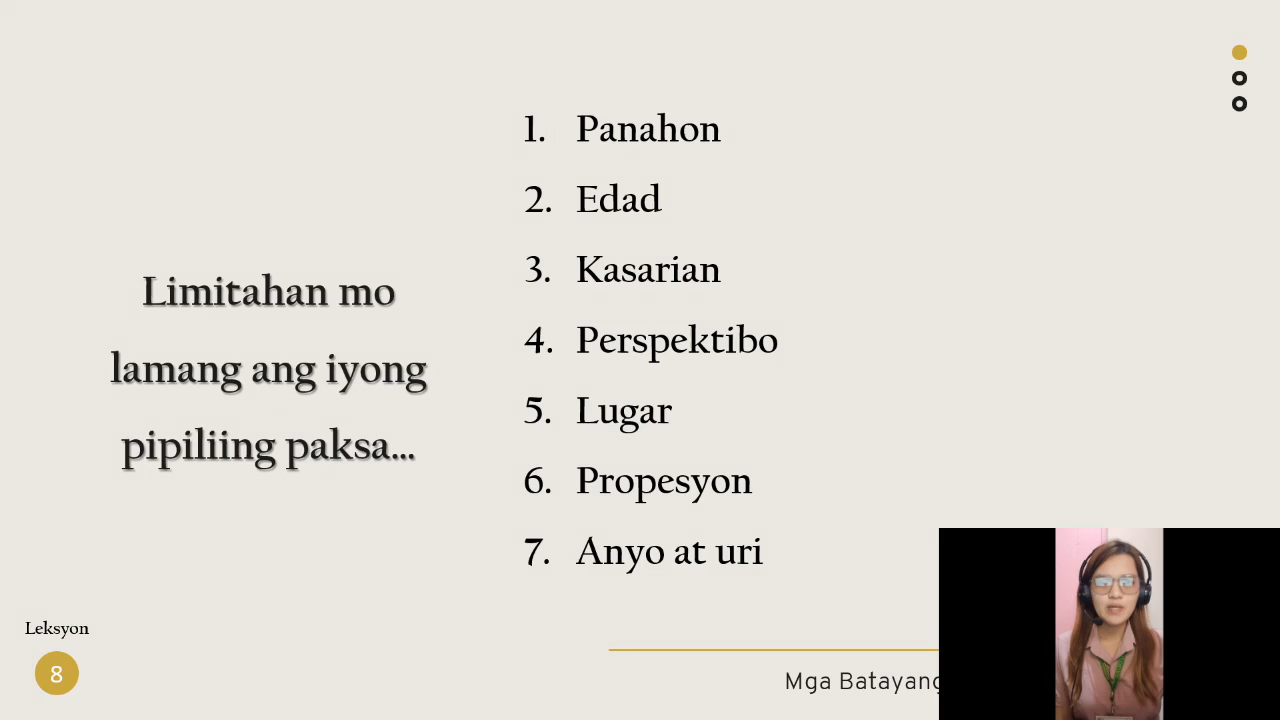 Limitahan mo
lamang ang iyong
pipiliing paksa...
1. Panahon
2. Edad
3. Kasarian
4. Perspektibo
5. Lugar
6. Propesyon
7. Anyo at uri
Leksyon
8
Mga Batayang